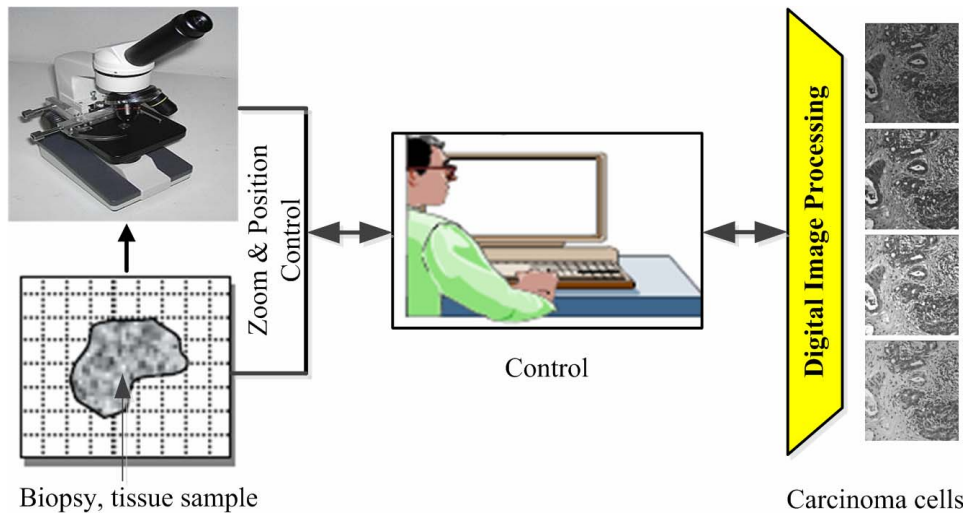 Zoom & Position
Control
Biopsy, tissue sample
Control
Digital Image Processing
Carcinoma cells